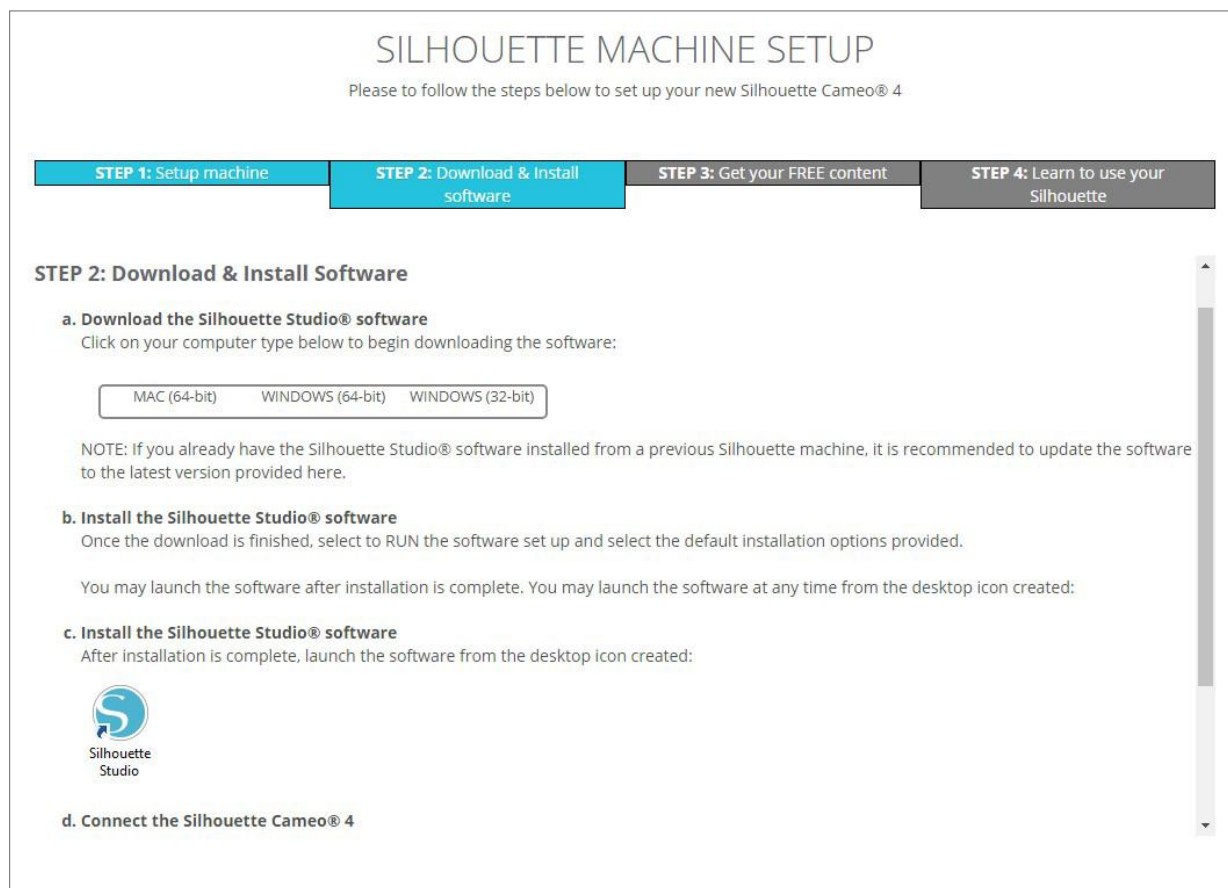 SILHOUETTE MACHINE SETUP
Please to follow the steps below to set up your new Silhouette Cameo® 4
STEP 1: Setup machine
STEP 2: Download & Install
software
STEP 3: Get your FREE content
STEP 4: Learn to use your
Silhouette
STEP 2: Download & Install Software
a. Download the Silhouette Studio® software
Click on your computer type below to begin downloading the software:
MAC (64-bit) WINDOWS (64-bit) WINDOWS (32-bit)
NOTE: If you already have the Silhouette Studio® software installed from a previous Silhouette machine, it is recommended to update the software
to the latest version provided here.
b. Install the Silhouette Studio® software
Once the download is finished, select to RUN the software set up and select the default installation options provided.
You may launch the software after installation is complete. You may launch the software at any time from the desktop icon created:
c. Install the Silhouette Studio® software
After installation is complete, launch the software from the desktop icon created:
S
Silhouette
Studio
d. Connect the Silhouette Cameo® 4